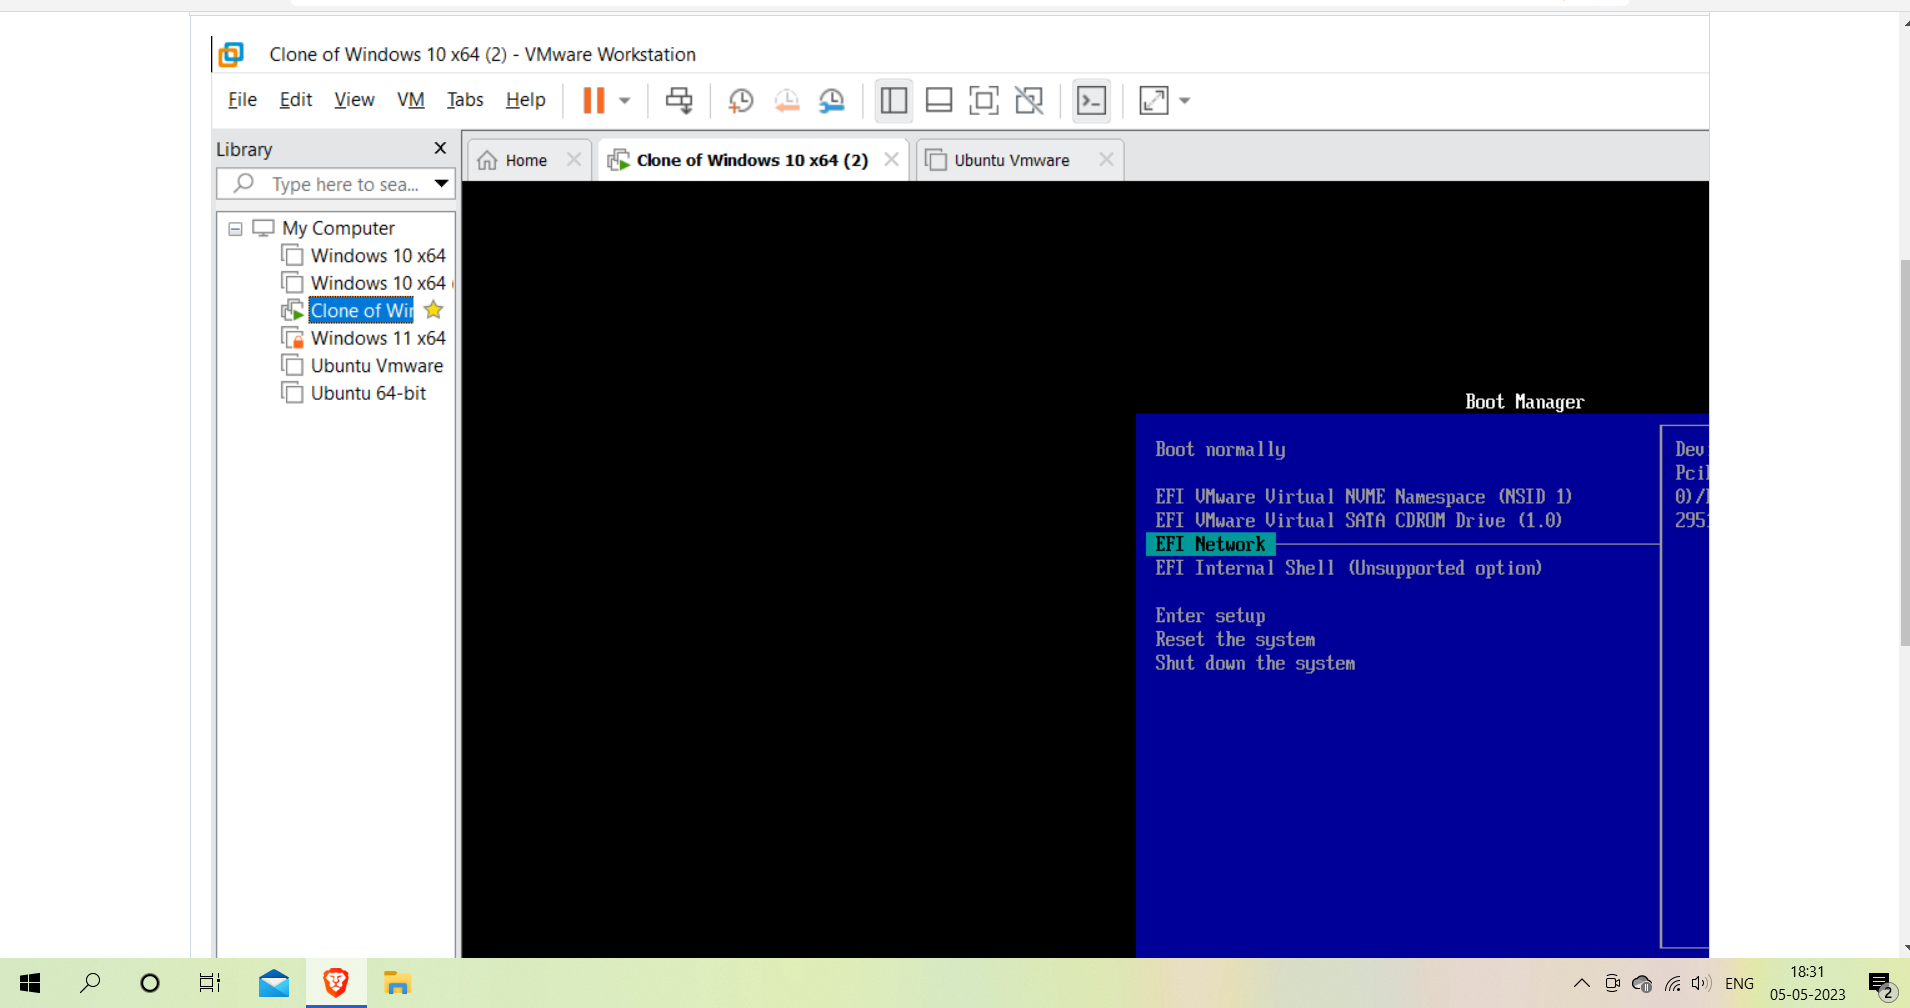 Clone of Windows 10 x64 (2) - VMware Workstation
File Edit View VM Tabs Help
Library
Type here to sea...
Home
Clone of Windows 10 x64 (2)
Ubuntu Vmware
My Computer
Windows 10 x64
Windows 10 x64
Clone of Wir
Windows 11 x64
Ubuntu Vmware
Ubuntu 64-bit
Boot Manager
Boot normally
EFI VMware Virtual NVME Namespace (NSID 1)
EFI VMware Virtual SATA CDROM Drive (1.0)
EFI Network
EFI Internal Shell (Unsupported option)
Enter setup
Reset the system
Shut down the system
Dev
Pci
0)/
295
ENG
18:31
05-05-2023
2